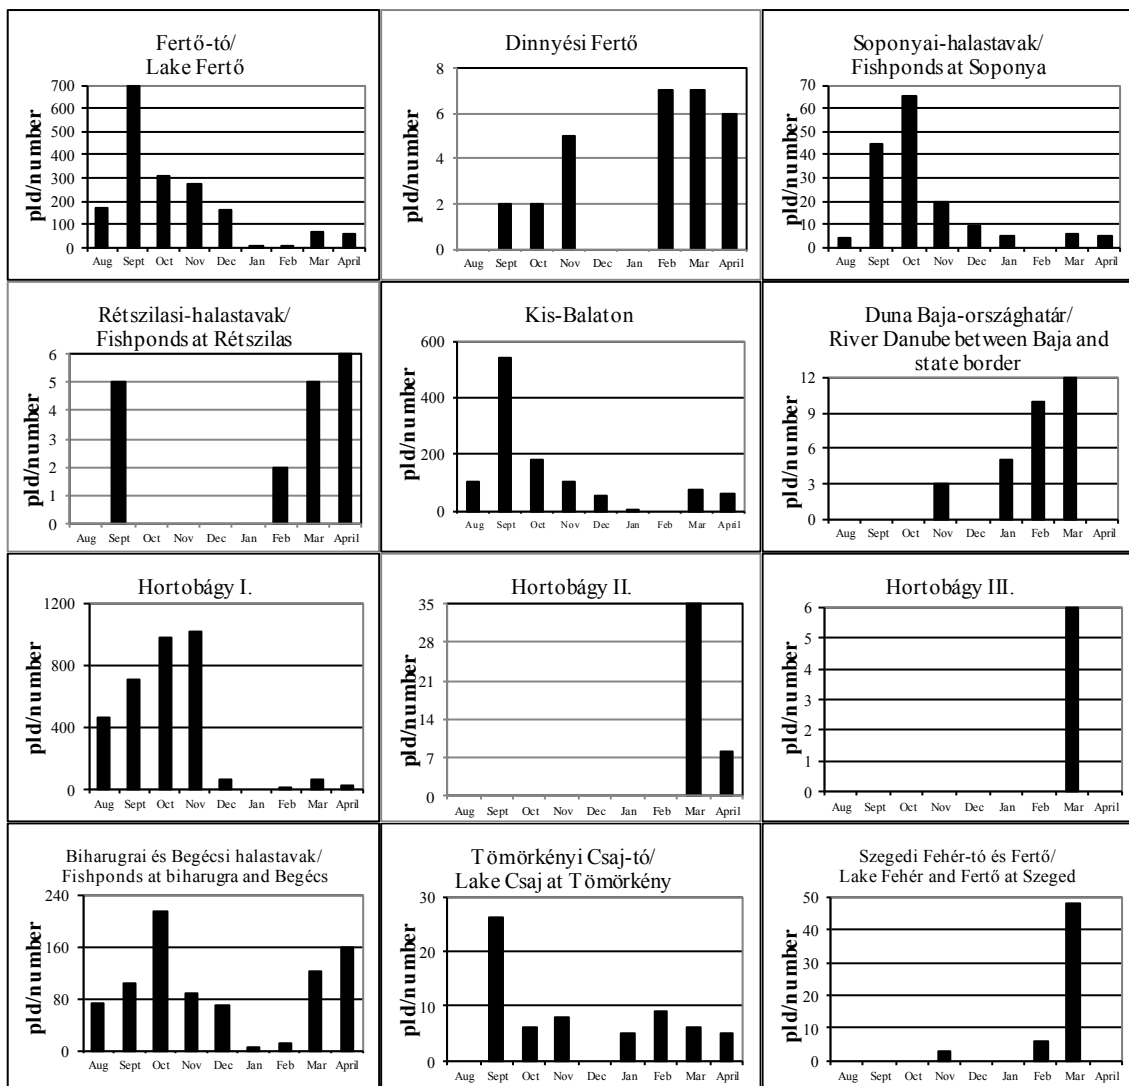 Fertő-tó/
Lake Fertő
pld/number
700
600
500
400
300
200
100
0
Aug Sept Oct Nov Dec Jan Feb Mar April
Dinnyési Fertő
pld/number
8
6
4
2
0
Aug Sept Oct Nov Dec Jan Feb Mar April
Soponyai-halastavak/
Fishponds at Soponya
pld/number
70
60
50
40
30
20
10
0
Aug Sept Oct Nov Dec Jan Feb Mar April
Rétszilasi-halastavak/
Fishponds at Rétszilas
pld/number
6
5
4
3
2
1
0
Aug Sept Oct Nov Dec Jan Feb Mar April
Kis-Balaton
pld/number
600
400
200
0
Aug Sept Oct Nov Dec Jan Feb Mar April
Duna Baja-országhatár/
River Danube between Baja and
state border
pld/number
12
9
6
3
0
Aug Sept Oct Nov Dec Jan Feb Mar April
Hortobágy I.
pld/number
1200
800
400
0
Aug Sept Oct Nov Dec Jan Feb Mar April
Hortobágy II.
pld/number
35
28
21
14
7
0
Aug Sept Oct Nov Dec Jan Feb Mar April
Hortobágy III.
pld/number
6
5
4
3
2
1
0
Aug Sept Oct Nov Dec Jan Feb Mar April
Biharugrai és Begécsi halastavak/
Fishponds at biharugra and Begécs
pld/number
240
160
80
0
Aug Sept Oct Nov Dec Jan Feb Mar April
Tömörkényi Csaj-tó/
Lake Csaj at Tömörkény
pld/number
30
20
10
0
Aug Sept Oct Nov Dec Jan Feb Mar April
Szegedi Fehér-tó és Fertő/
Lake Fehér and Fertő at Szeged
pld/number
50
40
30
20
10
0
Aug Sept Oct Nov Dec Jan Feb Mar April